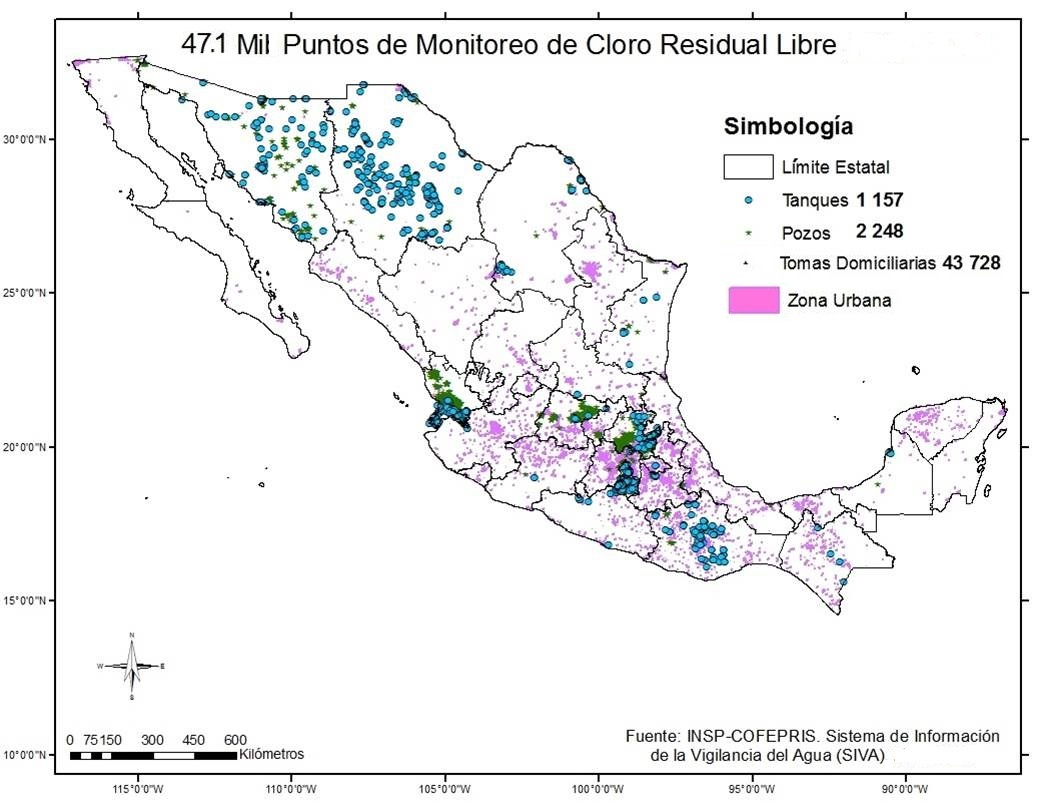 47.1 Mil Puntos de Monitoreo de Cloro Residual Libre
Simbología
Límite Estatal
Tanques 1 157
Pozos 2 248
Tomas Domiciliarias 43 728
Zona Urbana
30°0'0"N
25°0'0"N
20°0'0"N
15°0'0"N
10°0'0"N
N
W E
S
0 75 150 300 450 600
Kilómetros
Fuente: INSP-COFEPRIS. Sistema de Información
de la Vigilancia del Agua (SIVA)
115°0'0"W 110°0'0"W 105°0'0"W 100°0'0"W 95°0'0"W 90°0'0"W